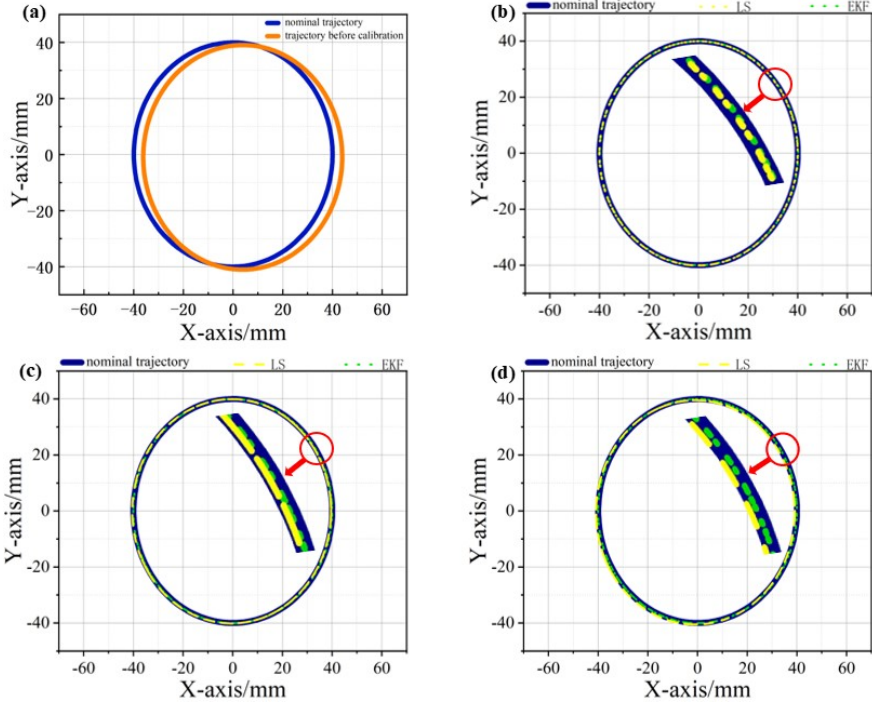 (a)
nominal trajectory
trajectory before calibration
40
20
0
−20
−40
−60 −40 −20 0 20 40 60
Y-axis/mm
X-axis/mm
(b)
nominal trajectory LS EKF
40
20
0
-20
-40
-60 -40 -20 0 20 40 60
Y-axis/mm
X-axis/mm
(c)
nominal trajectory LS EKF
40
20
0
-20
-40
-60 -40 -20 0 20 40 60
Y-axis/mm
X-axis/mm
(d)
nominal trajectory LS EKF
40
20
0
-20
-40
-60 -40 -20 0 20 40 60
Y-axis/mm
X-axis/mm